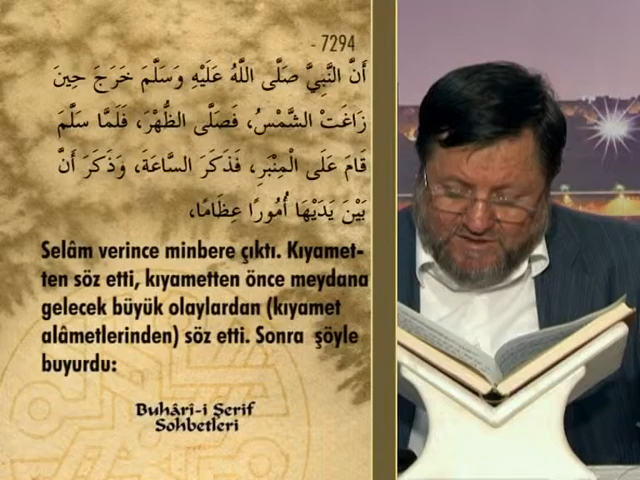 7294 -
أَنَّ النَّبِيَّ صَلَّى اللَّهُ عَلَيْهِ وَسَلَّمَ خَرَجَ حِينَ
زَاغَتْ الشَّمْسُ، فَصَلَّى الظُّهْرَ، فَلَمَّا سَلَّمَ
قَامَ عَلَى الْمِنْبَرِ، فَذَكَرَ السَّاعَةَ، وَذَكَرَ أَنَّ
بَيْنَ يَدَيْهَا أُمُورًا عِظَامًا،
Selâm verince minbere çıktı. Kıyamet-
ten söz etti, kıyametten önce meydana
gelecek büyük olaylardan (kıyamet
alâmetlerinden) söz etti. Sonra şöyle
buyurdu:
Buhârî-i Şerif
Sohbetleri